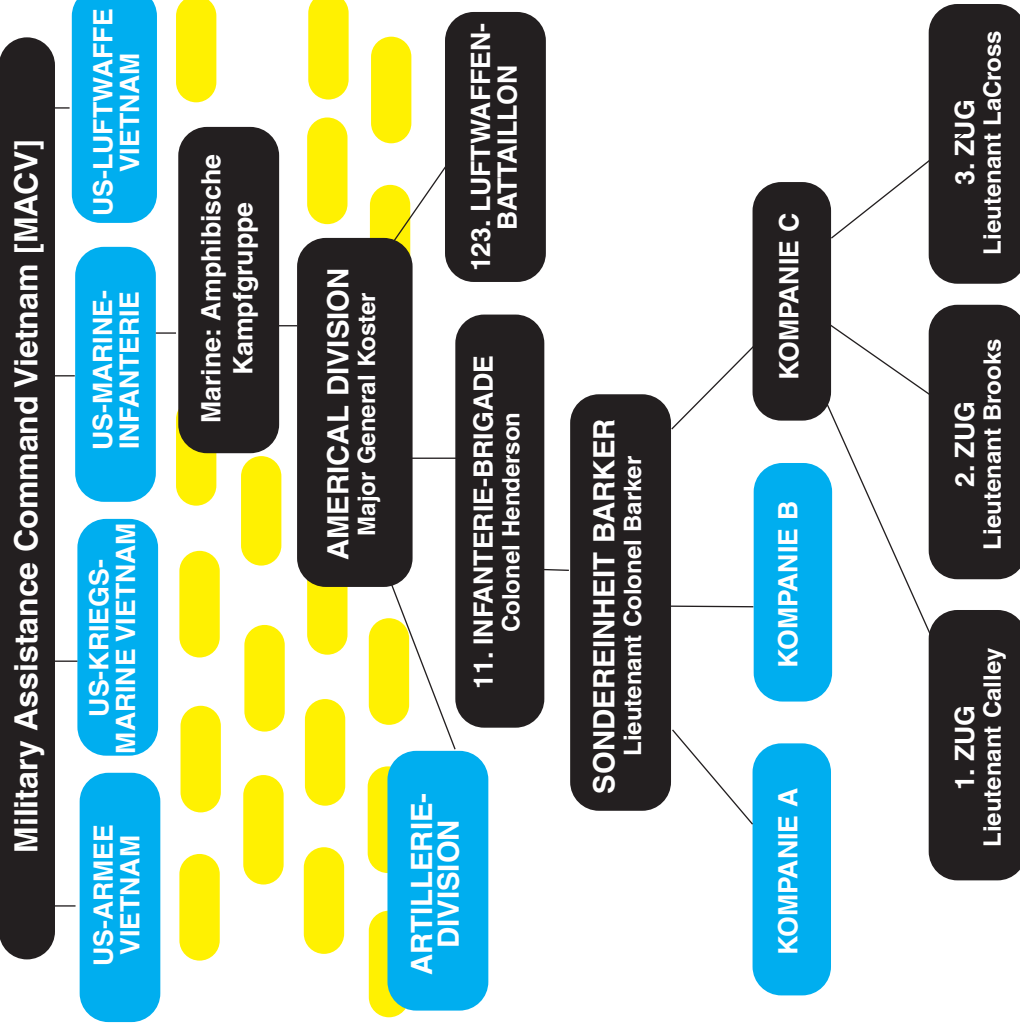 Military Assistance Command Vietnam [MACV]
US-ARMEE
VIETNAM
US-KRIEGS-
MARINE VIETNAM
US-MARINE-
INFANTERIE
US-LUFTWAFFE
VIETNAM
Marine: Amphibische
Kampfgruppe
AMERICAL DIVISION
Major General Koster
ARTILLERIE-
DIVISION
11. INFANTERIE-BRIGADE
Colonel Henderson
123. LUFTWAFFEN-
BATTAILLON
SONDEREINHEIT BARKER
Lieutenant Colonel Barker
KOMPANIE A
KOMPANIE B
KOMPANIE C
1. ZUG
Lieutenant Calley
2. ZUG
Lieutenant Brooks
3. ZUG
Lieutenant LaCross